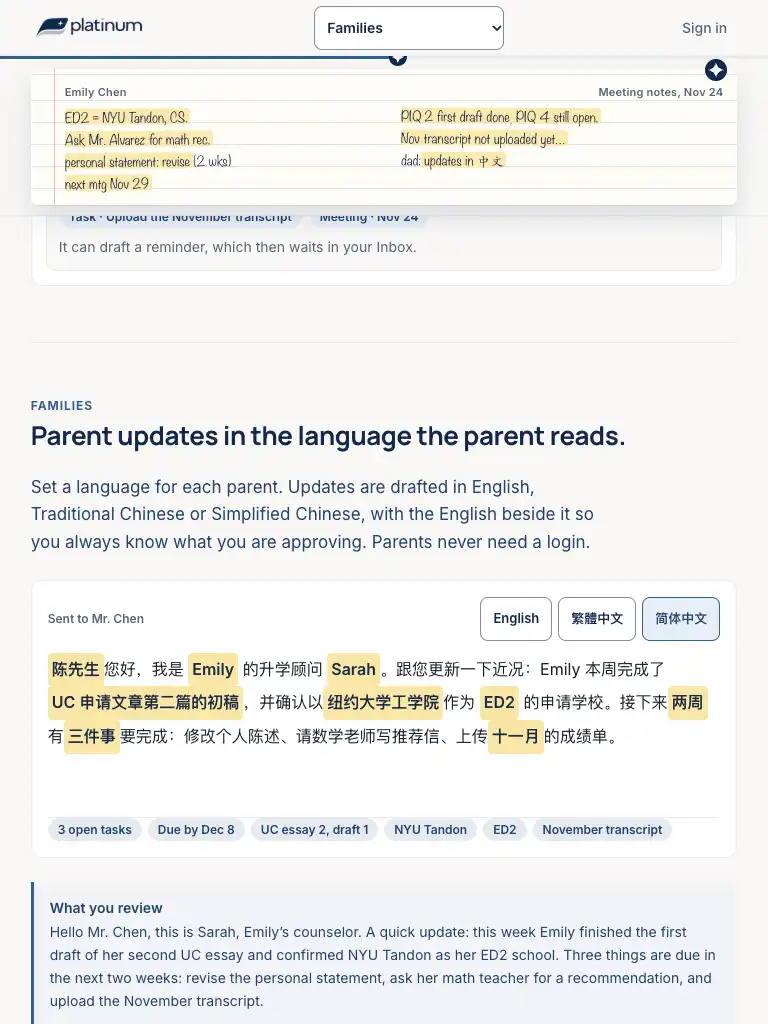 platinum
Families
Sign in
Emily Chen
Meeting notes, Nov 24
ED2 = NYU Tandon, CS.
Ask Mr. Alvarez for math rec.
personal statement: revise (2 wks)
next mtg Nov 29
PIQ 2 first draft done, PIQ 4 still open.
Nov transcript not uploaded yet...
dad: updates in 中文
Task · Upload the November transcript
Meeting · Nov 24
It can draft a reminder, which then waits in your Inbox.
FAMILIES
Parent updates in the language the parent reads.
Set a language for each parent. Updates are drafted in English,
Traditional Chinese or Simplified Chinese, with the English beside it so
you always know what you are approving. Parents never need a login.
Sent to Mr. Chen
English
繁體中文
简体中文
陈先生您好，我是 Emily 的升学顾问 Sarah。跟您更新一下近况：Emily 本周完成了
UC 申请文章第二篇的初稿，并确认以纽约大学工学院作为 ED2 的申请学校。接下来两周
有三件事要完成：修改个人陈述、请数学老师写推荐信、上传十一月的成绩单。
3 open tasks
Due by Dec 8
UC essay 2, draft 1
NYU Tandon
ED2
November transcript
What you review
Hello Mr. Chen, this is Sarah, Emily’s counselor. A quick update: this week Emily finished the first
draft of her second UC essay and confirmed NYU Tandon as her ED2 school. Three things are due in
the next two weeks: revise the personal statement, ask her math teacher for a recommendation, and
upload the November transcript.